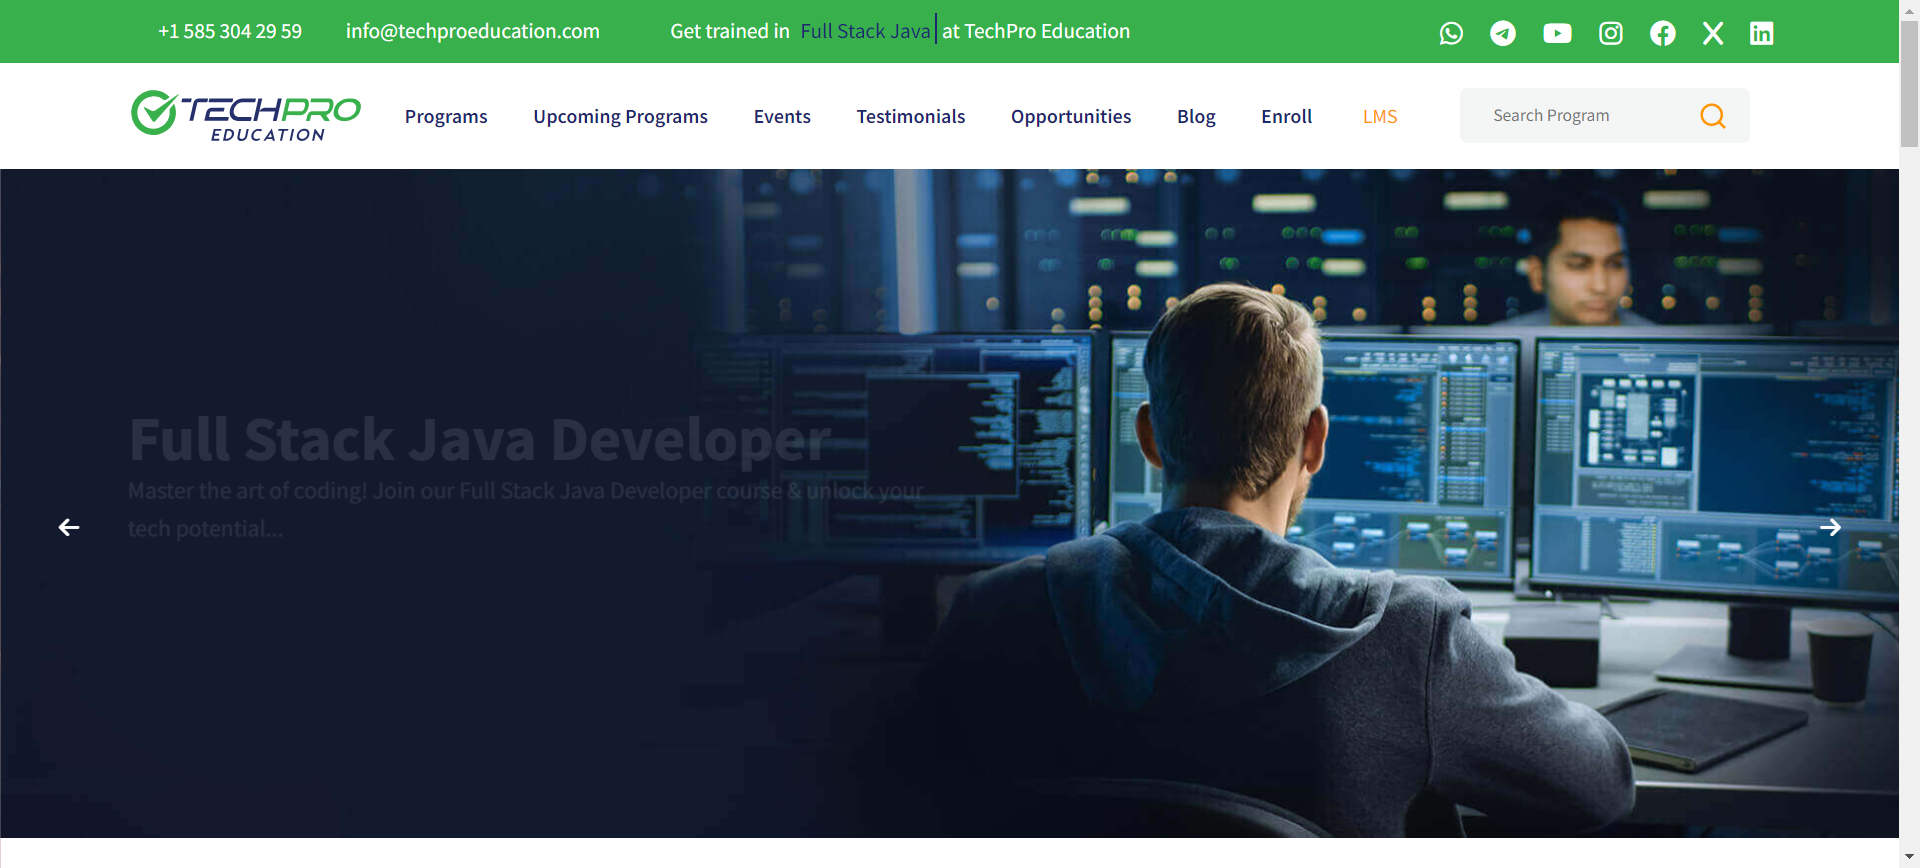 +1 585 304 29 59
info@techproeducation.com
Get trained in Full Stack Java at TechPro Education
TECHPRO
EDUCATION
Programs
Upcoming Programs
Events
Testimonials
Opportunities
Blog
Enroll
LMS
Search Program
Full Stack Java Developer
Master the art of coding! Join our Full Stack Java Developer course & unlock your
tech potential...